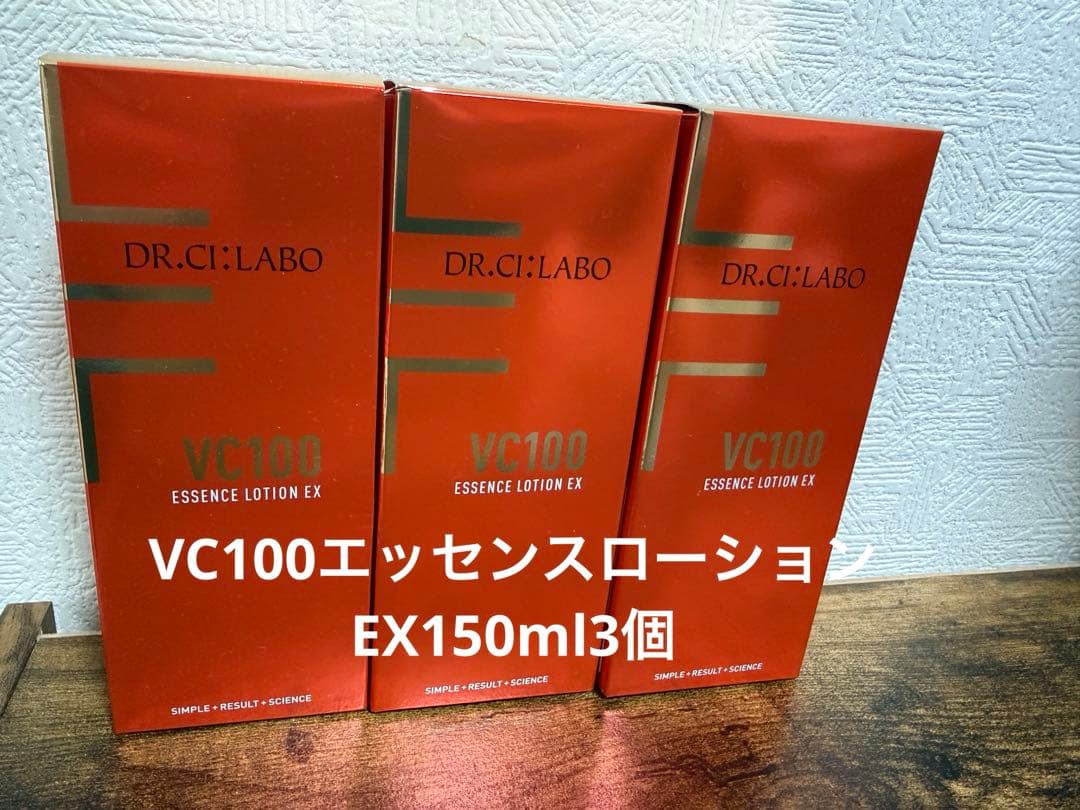 DR.CI:LABO
VC100
ESSENCE LOTION EX
SIMPLE+RESULT+SCIENCE
DR.CI:LABO
VC100
ESSENCE LOTION EX
SIMPLE+RESULT+SCIENCE
DR.CI:LABO
VC100
ESSENCE LOTION EX
SIMPLE+RESULT+SCIENCE
VC100エッセンスローション
EX150ml3個